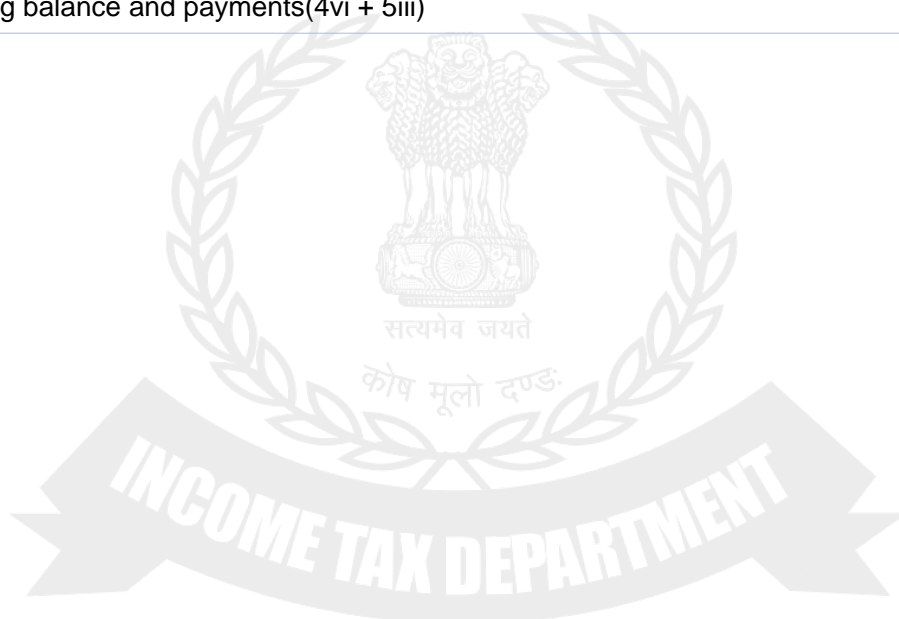 g balance and payments(4vi + 5iii)
सत्यमेव जयते
कोष मूलो दण्डः
INCOME TAX DEPARTMENT